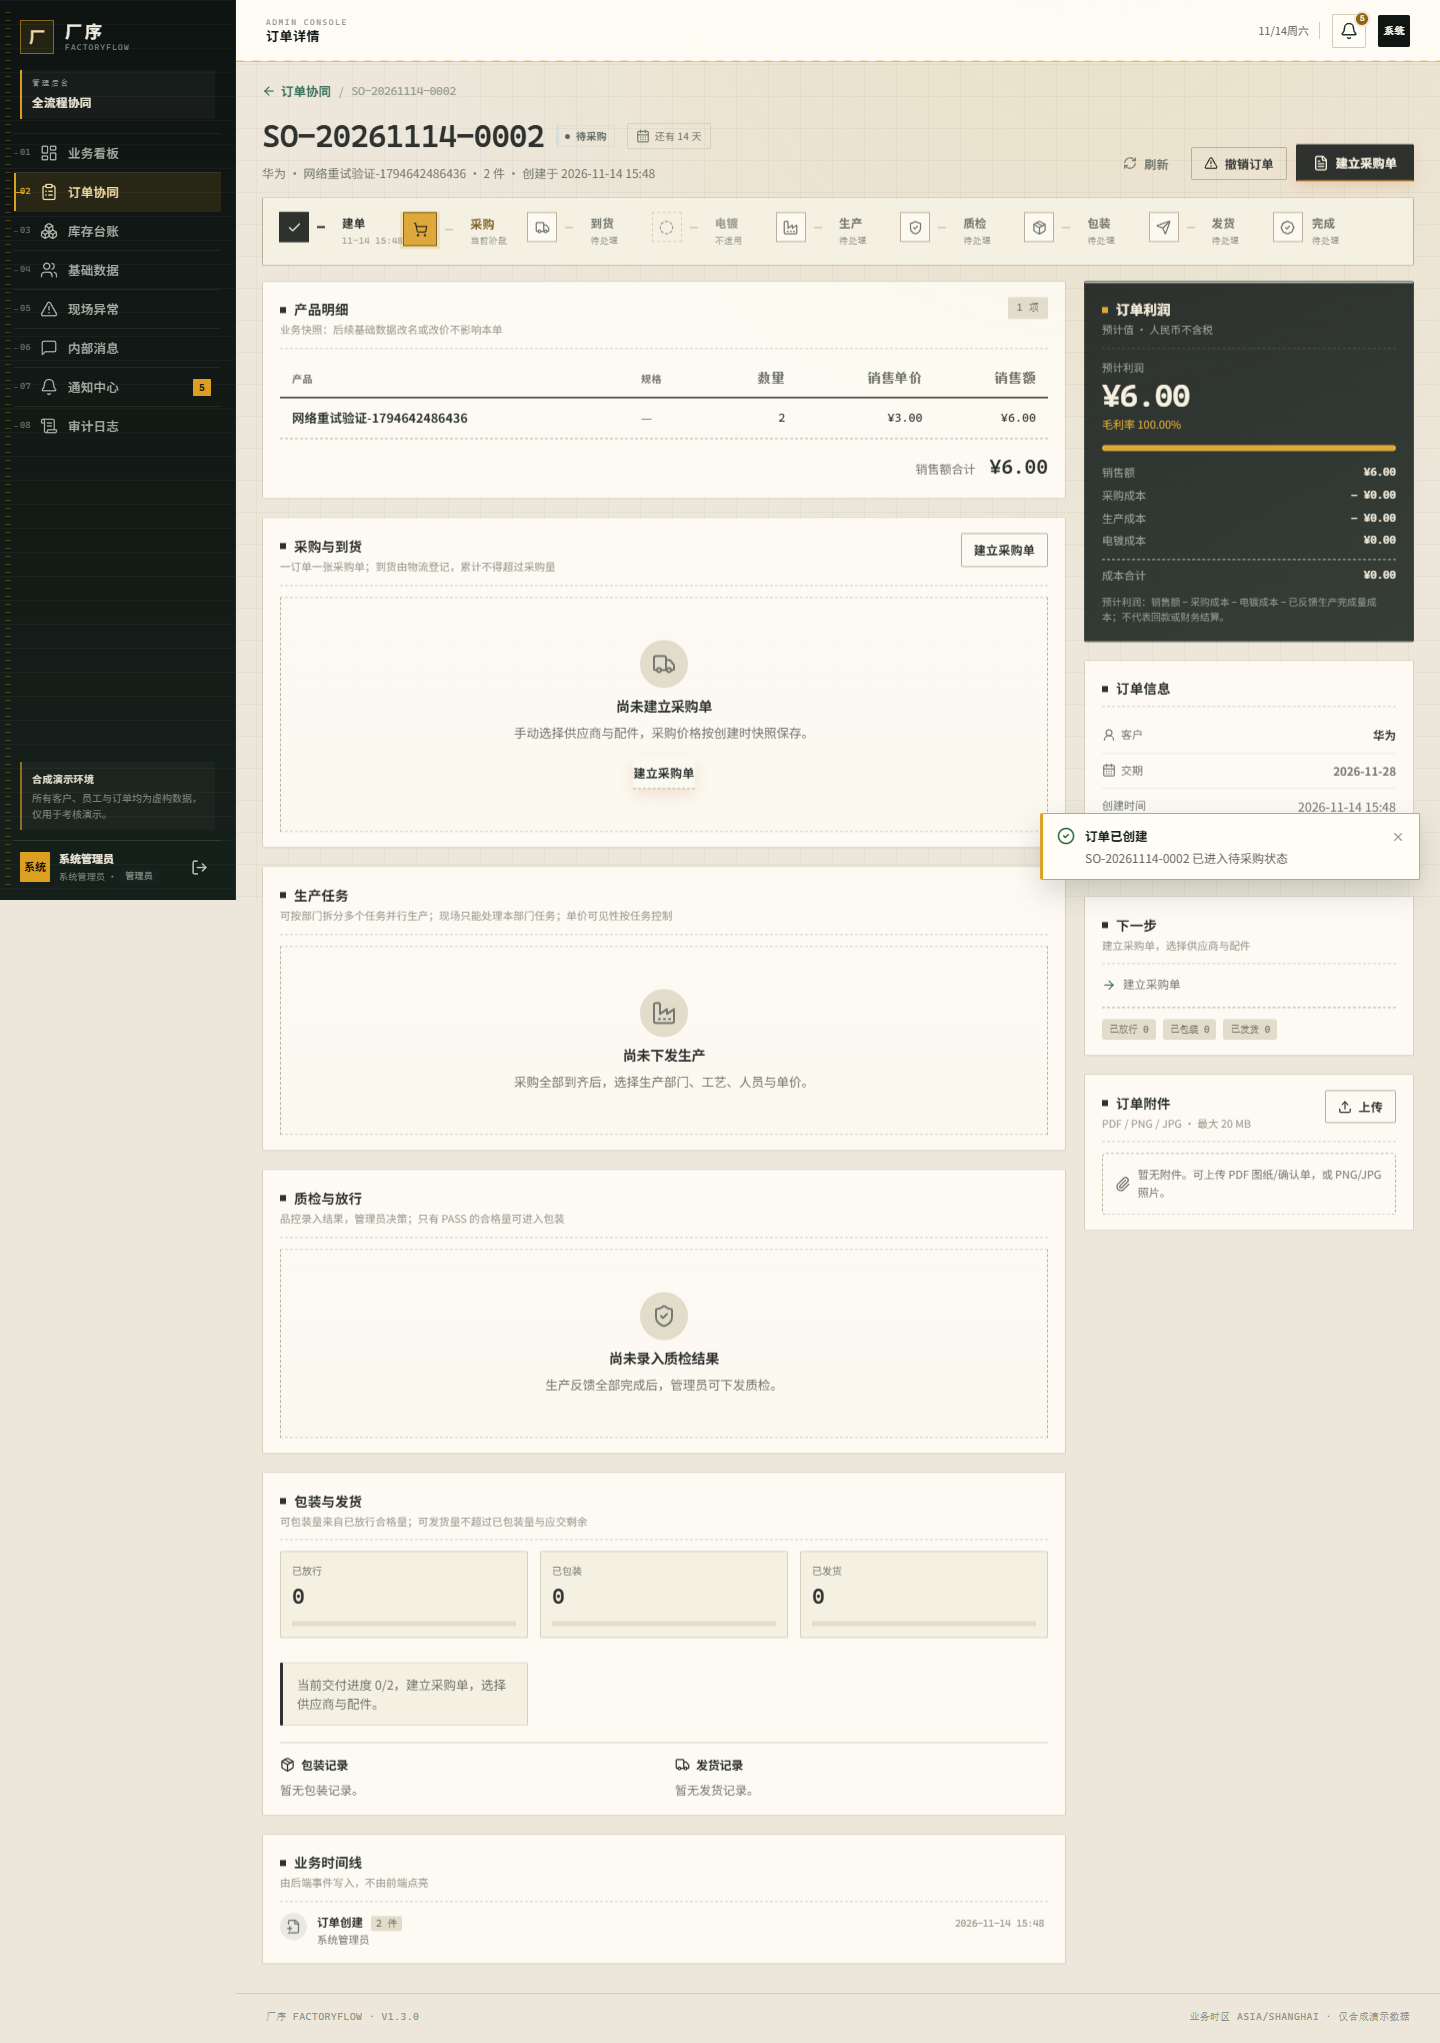 厂
厂序
FACTORYFLOW
管理后台
全流程协同
01 业务看板
02 订单协同
03 库存台账
04 基础数据
05 现场异常
06 内部消息
07 通知中心 5
08 审计日志
合成演示环境
所有客户、员工与订单均为虚构数据，
仅用于考核演示。
系统
系统管理员
系统管理员 · 管理员
ADMIN CONSOLE
订单详情
11/14周六
5
系统
订单协同 / SO-20261114-0002
SO-20261114-0002
待采购
还有 14 天
华为 · 网络重试验证-1794642486436 · 2 件 · 创建于 2026-11-14 15:48
刷新
撤销订单
建立采购单
建单
11-14 15:48
采购
当前阶段
到货
待处理
电镀
不适用
生产
待处理
质检
待处理
包装
待处理
发货
待处理
完成
待处理
产品明细
1 项
业务快照：后续基础数据改名或改价不影响本单
产品 规格 数量 销售单价 销售额
网络重试验证-1794642486436 — 2 ¥3.00 ¥6.00
销售额合计 ¥6.00
采购与到货
一订单一张采购单；到货由物流登记，累计不得超过采购量
建立采购单
尚未建立采购单
手动选择供应商与配件，采购价格按创建时快照保存。
建立采购单
生产任务
可按部门拆分多个任务并行生产；现场只能处理本部门任务；单价可见性按任务控制
尚未下发生产
采购全部到齐后，选择生产部门、工艺、人员与单价。
质检与放行
品控录入结果，管理员决策；只有 PASS 的合格量可进入包装
尚未录入质检结果
生产反馈全部完成后，管理员可下发质检。
包装与发货
可包装量来自已放行合格量；可发货量不超过已包装量与应交剩余
已放行
0
已包装
0
已发货
0
当前交付进度 0/2，建立采购单，选择
供应商与配件。
包装记录
暂无包装记录。
发货记录
暂无发货记录。
业务时间线
由后端事件写入，不由前端点亮
订单创建 2 件
2026-11-14 15:48
系统管理员
订单利润
预计值 · 人民币不含税
预计利润
¥6.00
毛利率 100.00%
销售额 ¥6.00
采购成本 − ¥0.00
生产成本 − ¥0.00
电镀成本 ¥0.00
成本合计 ¥0.00
预计利润：销售额 − 采购成本 − 电镀成本 − 已反馈生产完成量成
本；不代表回款或财务结算。
订单信息
客户 华为
交期 2026-11-28
创建时间 2026-11-14 15:48
订单已创建
SO-20261114-0002 已进入待采购状态
下一步
建立采购单，选择供应商与配件
建立采购单
已放行 0
已包装 0
已发货 0
订单附件
PDF / PNG / JPG · 最大 20 MB
上传
暂无附件。可上传 PDF 图纸/确认单，或 PNG/JPG
照片。
厂序 FACTORYFLOW · V1.3.0
业务时区 ASIA/SHANGHAI · 仅合成演示数据